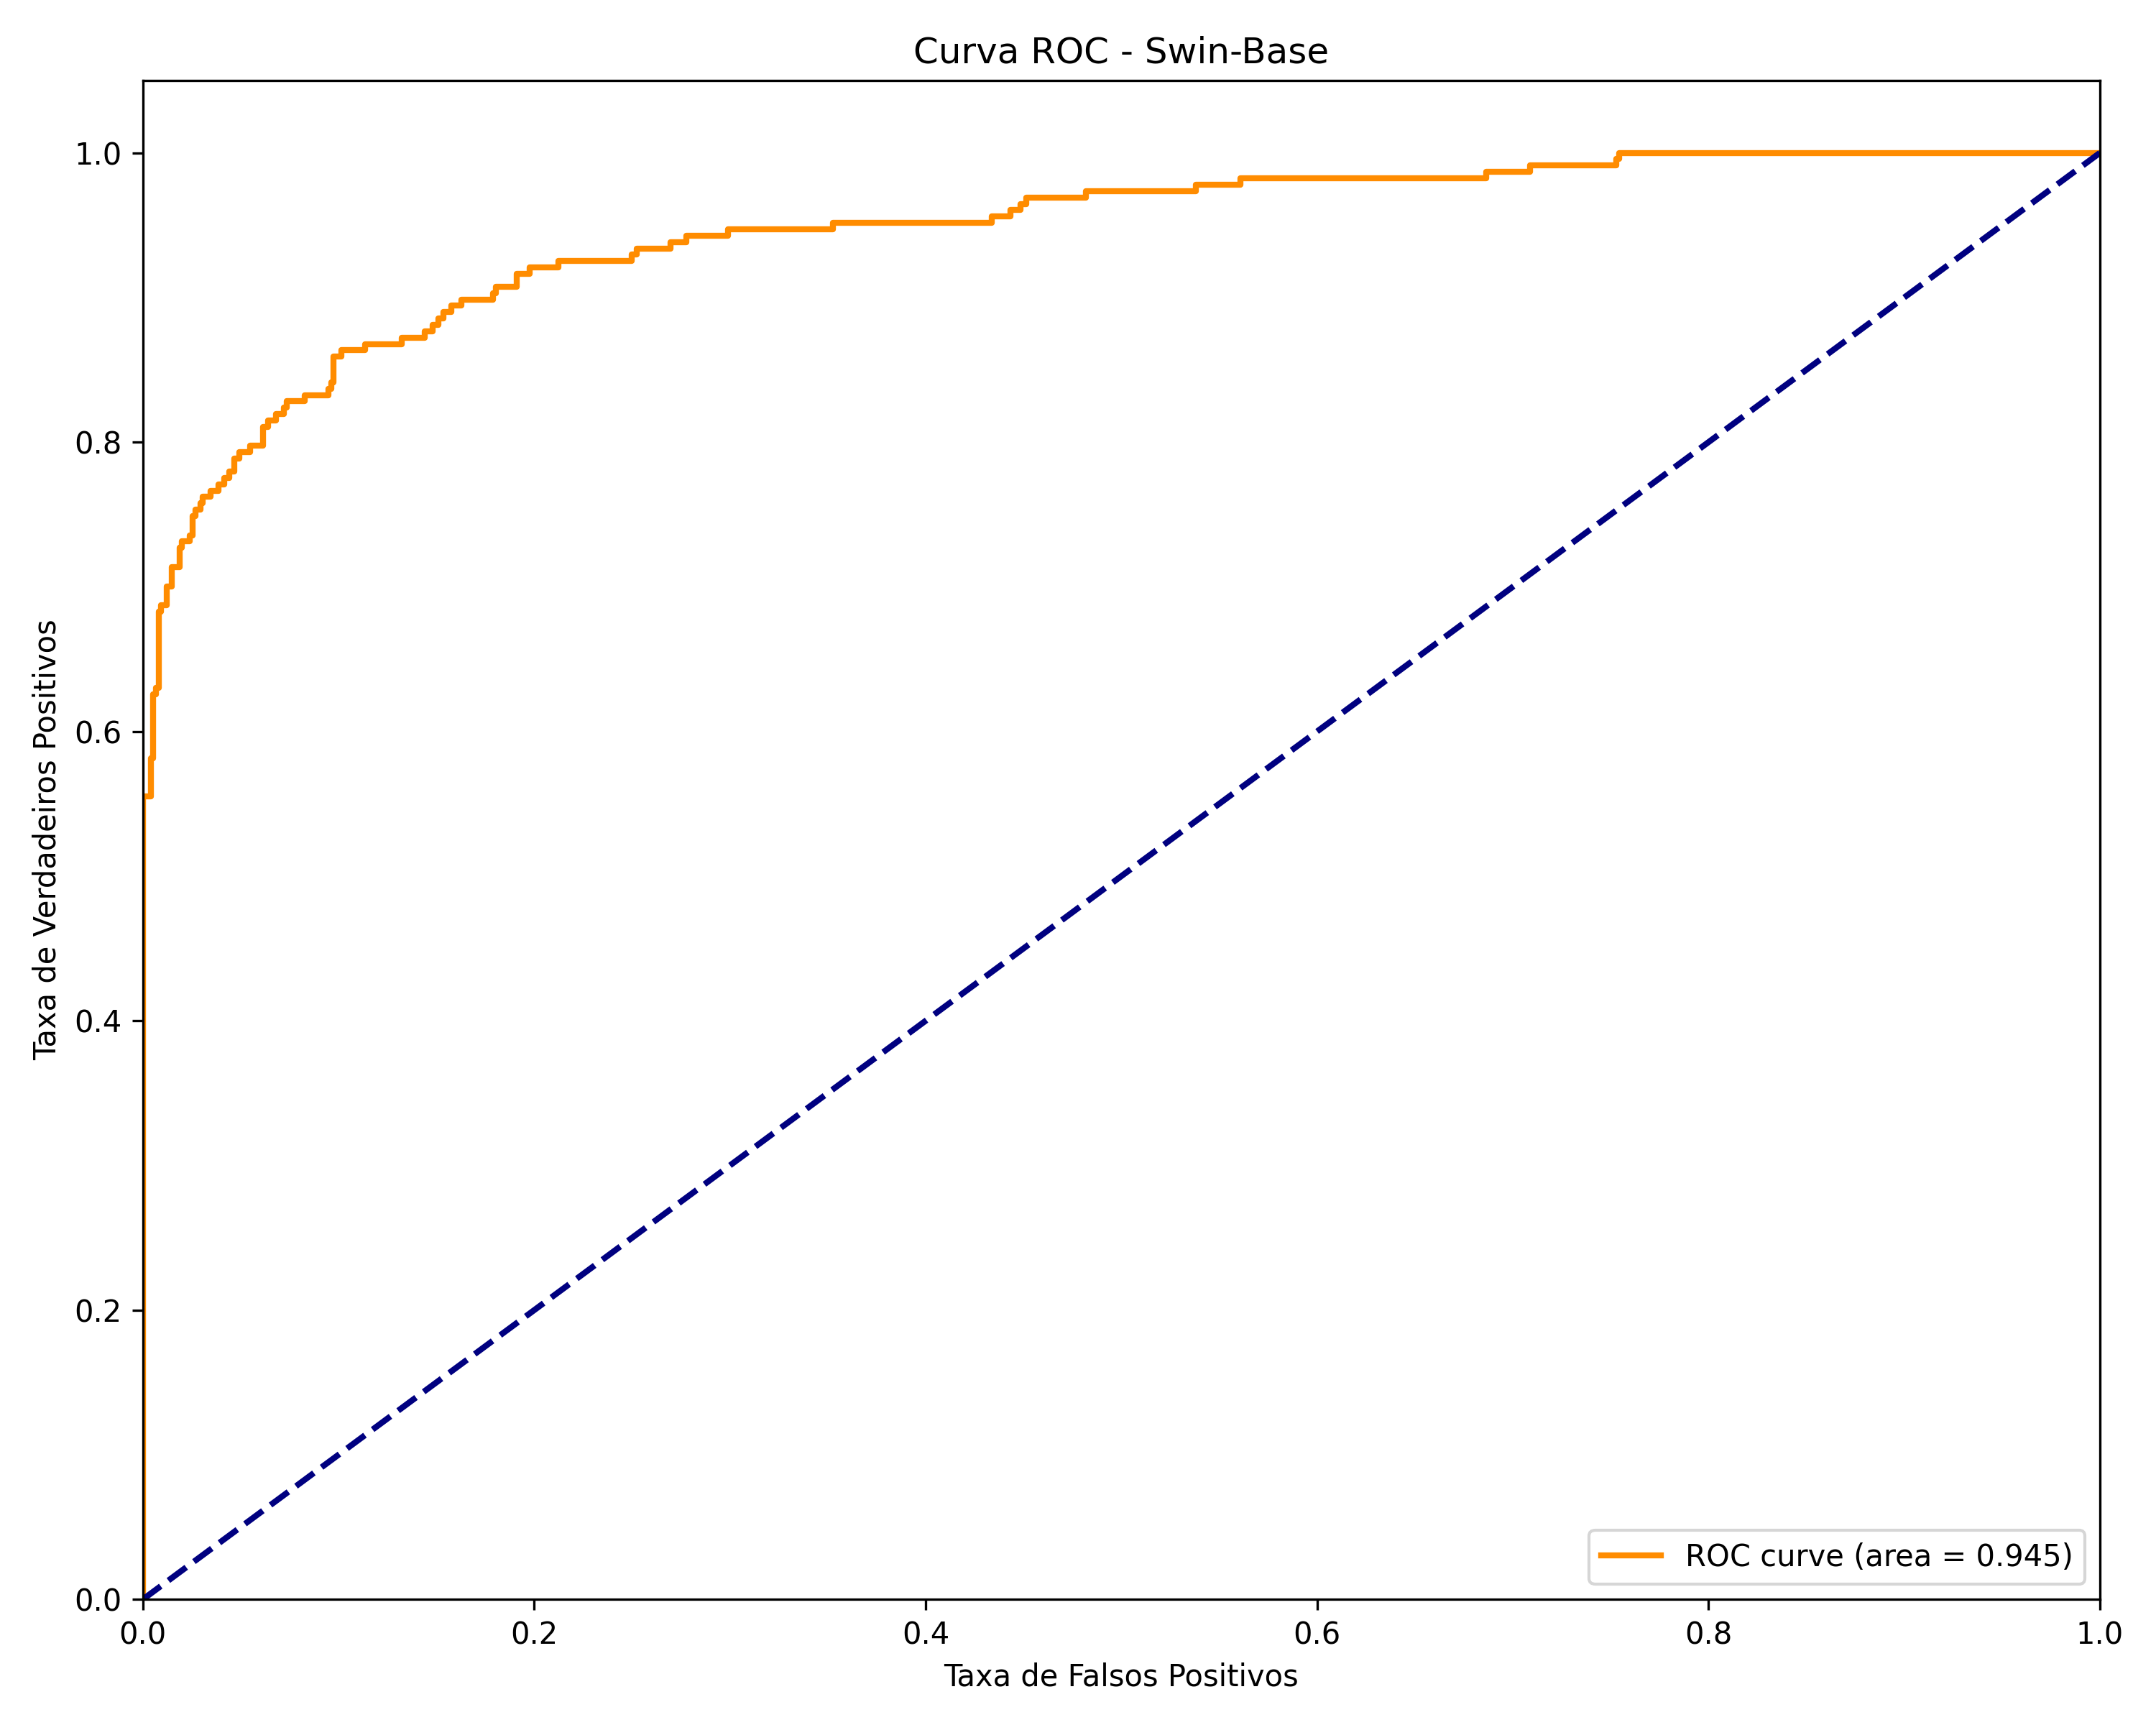 Curva ROC - Swin-Base
1.0
0.8
0.6
0.4
0.2
0.0
Taxa de Verdadeiros Positivos
ROC curve (area = 0.945)
0.0 0.2 0.4 0.6 0.8 1.0
Taxa de Falsos Positivos